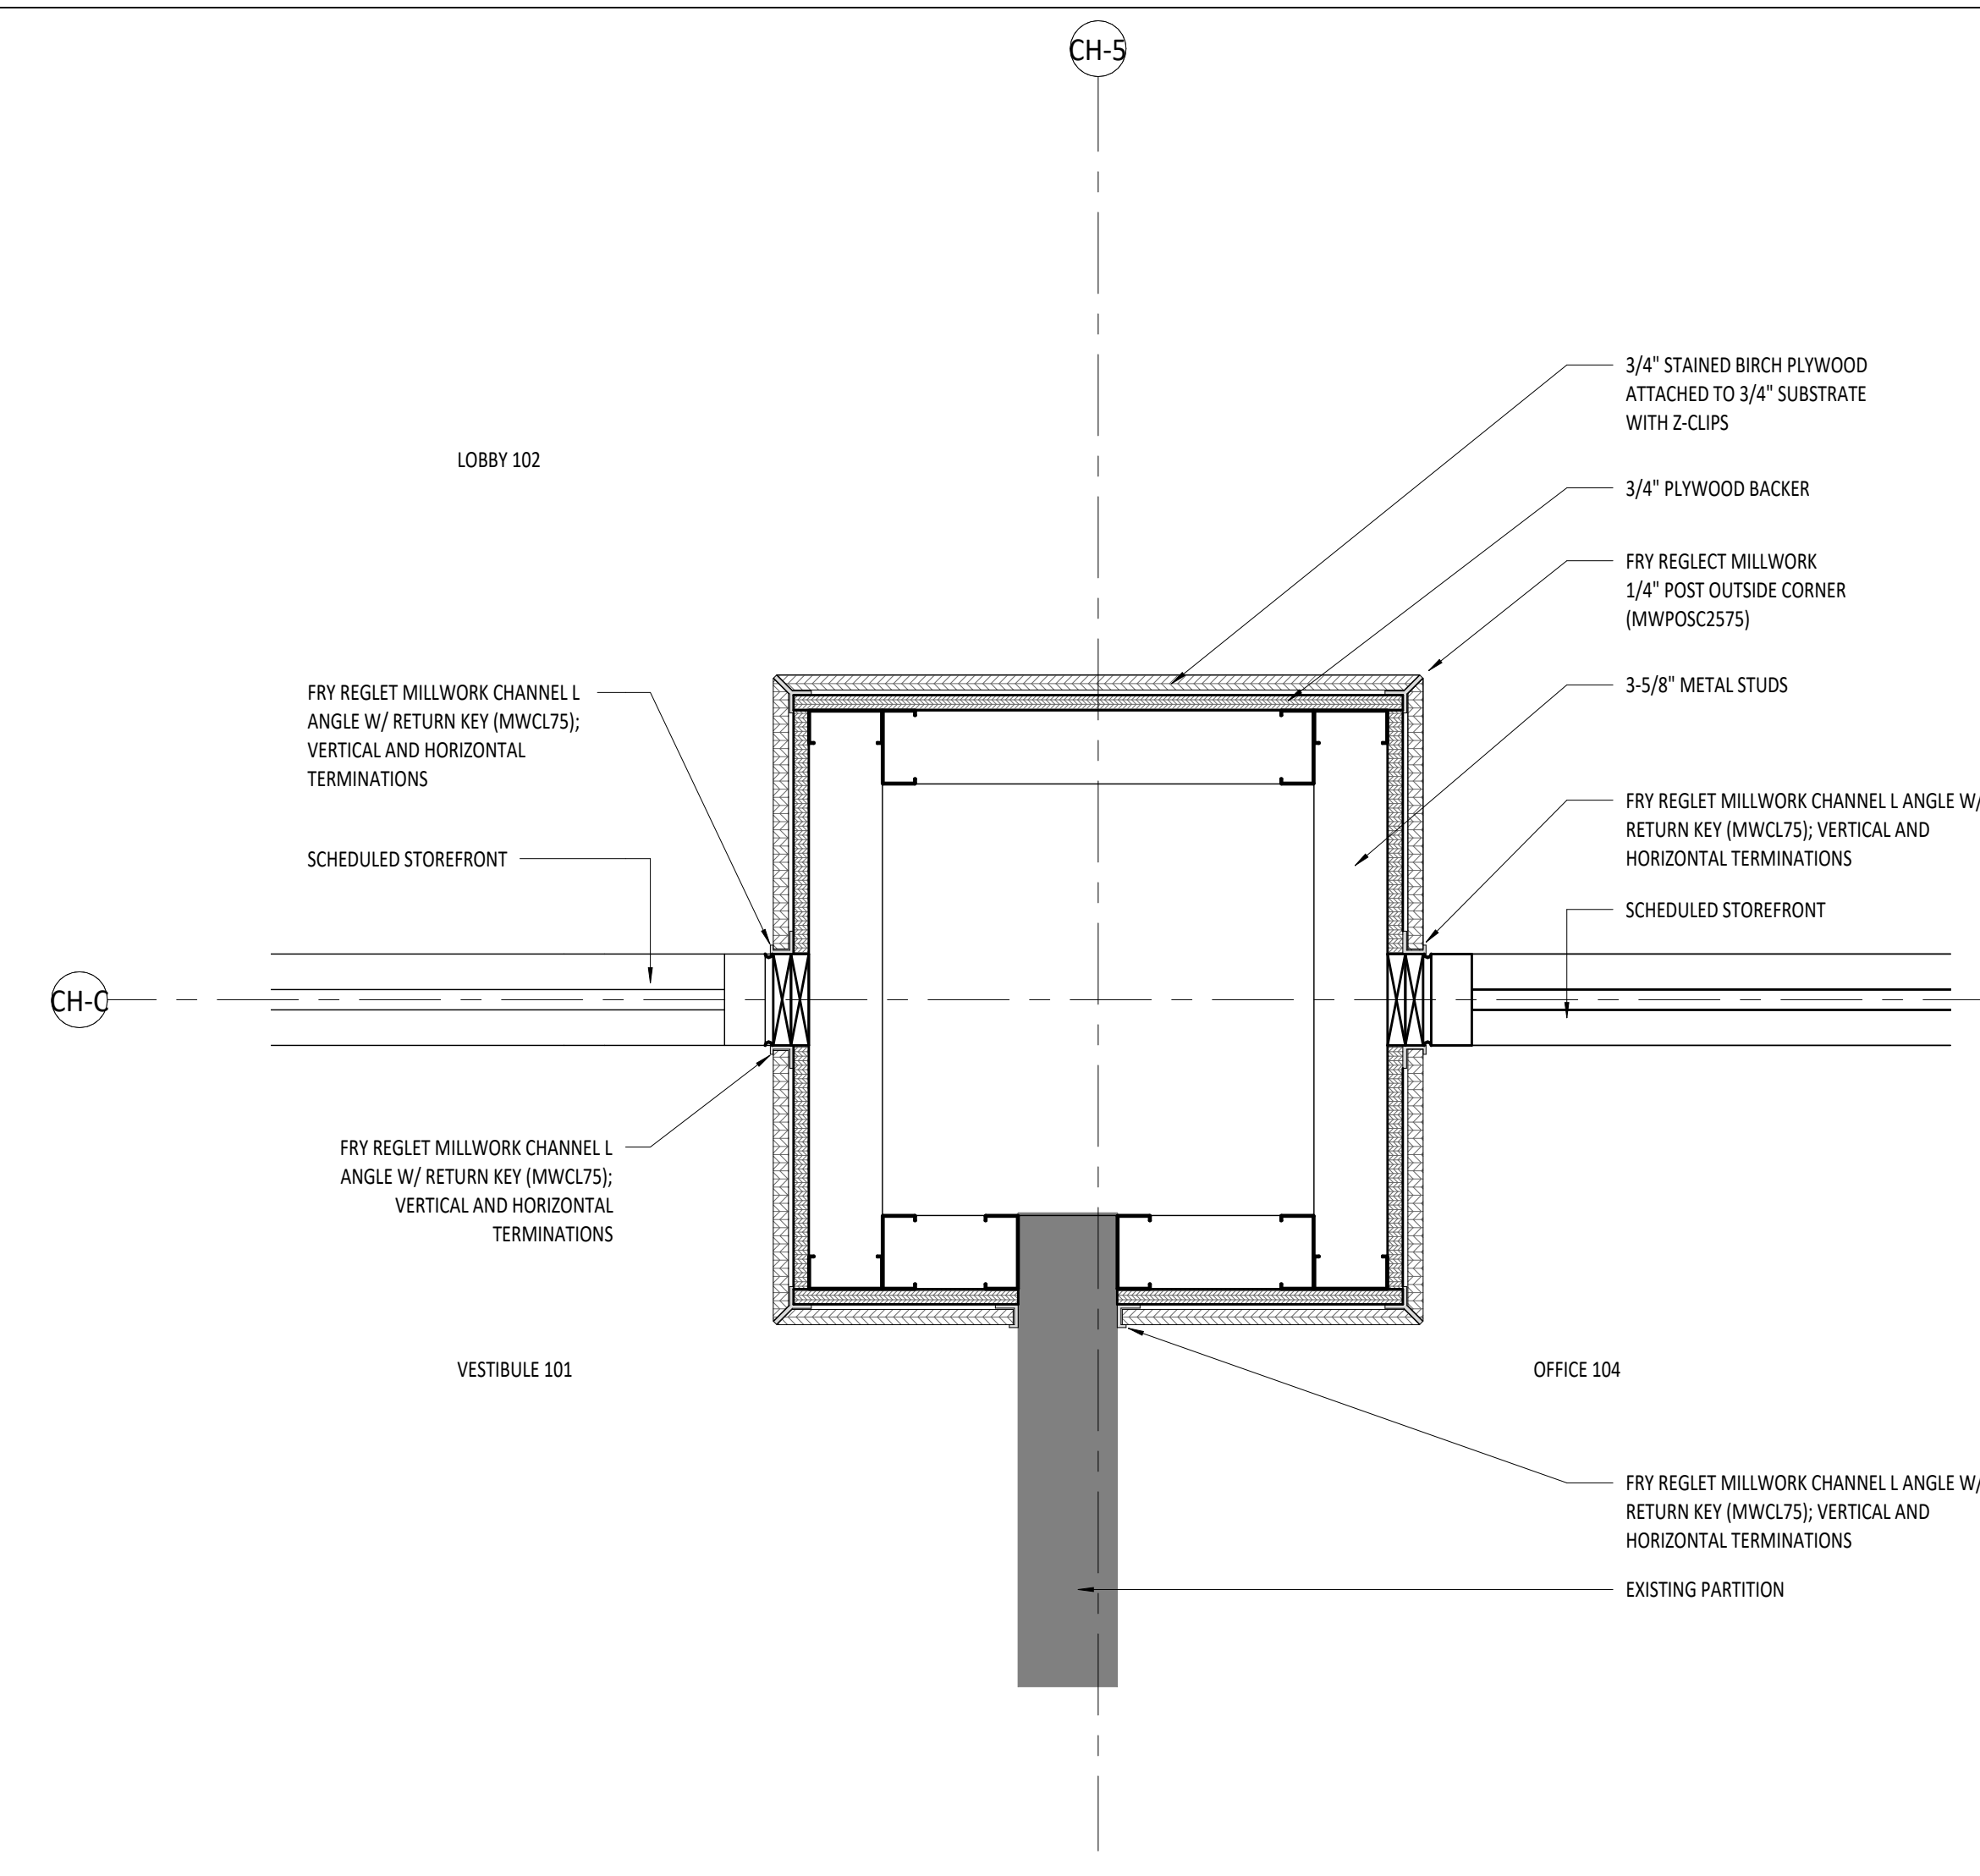 CH-5
3/4" STAINED BIRCH PLYWOOD
ATTACHED TO 3/4" SUBSTRATE
WITH Z-CLIPS
LOBBY 102
3/4" PLYWOOD BACKER
FRY REGLECT MILLWORK
1/4" POST OUTSIDE CORNER
(MWPOSC2575)
3-5/8" METAL STUDS
FRY REGLET MILLWORK CHANNEL L
ANGLE W/ RETURN KEY (MWCL75);
VERTICAL AND HORIZONTAL
TERMINATIONS
FRY REGLET MILLWORK CHANNEL L ANGLE W/
RETURN KEY (MWCL75); VERTICAL AND
HORIZONTAL TERMINATIONS
SCHEDULED STOREFRONT
SCHEDULED STOREFRONT
CH-C
FRY REGLET MILLWORK CHANNEL L
ANGLE W/ RETURN KEY (MWCL75);
VERTICAL AND HORIZONTAL
TERMINATIONS
VESTIBULE 101
OFFICE 104
FRY REGLET MILLWORK CHANNEL L ANGLE W/
RETURN KEY (MWCL75); VERTICAL AND
HORIZONTAL TERMINATIONS
EXISTING PARTITION